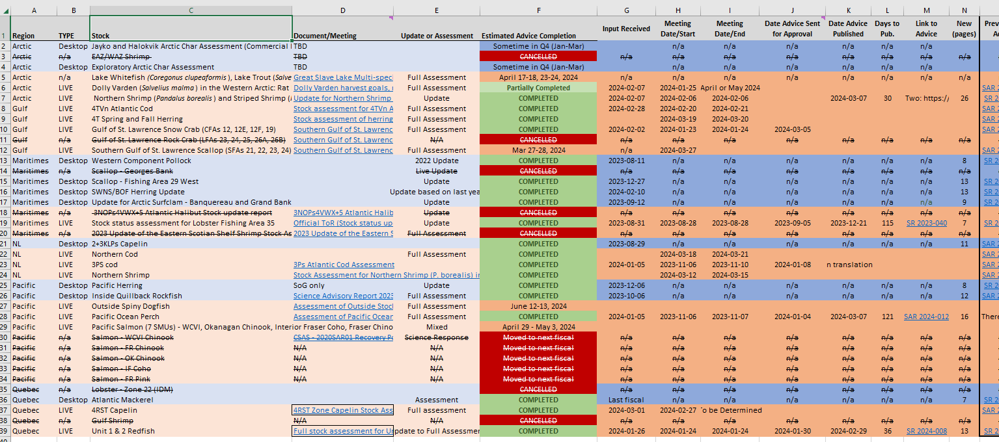 A B C D E F G H I J K L M N
1 Region TYPE Stock Document/Meeting Update or Assessment Estimated Advice Completion Input Received Meeting Date/Start Meeting Date/End Date Advice Sent for Approval Date Advice Published Days to Pub. Link to Advice New (pages) Prev
2 Arctic Desktop Jayko and Halokvik Arctic Char Assessment (Commercial TBD Sometime in Q4 (Jan-Mar) n/a n/a n/a n/a n/a n/a
3 Arctic n/a EAZ/WAZ Shrimp TBD CANCELLED n/a n/a n/a n/a n/a n/a n/a n/a
4 Arctic Desktop Exploratory Arctic Char Assessment TBD Sometime in Q4 (Jan-Mar) n/a n/a n/a n/a n/a n/a
5 Arctic n/a Lake Whitefish (Coregonus clupeaformis), Lake Trout (Salve Great Slave Lake Multi-speci Full Assessment April 17-18, 23-24, 2024 n/a n/a n/a n/a n/a n/a n/a n/a
6 Arctic LIVE Dolly Varden (Salvelius malma) in the Western Arctic: Rat Dolly Varden harvest goals, Full Assessment Partially Completed 2024-02-07 2024-01-25 April or May 2024 SAR 2
7 Arctic LIVE Northern Shrimp (Pandalus borealis) and Striped Shrimp ( Update for Northern Shrimp Update COMPLETED 2024-02-07 2024-02-06 2024-02-06 2024-03-07 30 Two: https:/ 26 SR 2
8 Gulf LIVE 4TVn Atlantic Cod Stock assessment for 4TVn A Full Assessment COMPLETED 2024-02-28 2024-02-20 2024-02-21 SAR 2
9 Gulf LIVE 4T Spring and Fall Herring Stock assessment of herring Full Assessment COMPLETED 2024-03-19 2024-03-20 SAR 2
10 Gulf LIVE Gulf of St. Lawrence Snow Crab (CFAs 12, 12E, 12F, 19) Southern Gulf of St. Lawrenc Full Assessment COMPLETED 2024-02-02 2024-01-23 2024-01-24 2024-03-05 SAR 2
11 Gulf n/a Gulf of St. Lawrence Rock Crab (LFAs 23, 24, 25, 26A, 26B) Southern Gulf of St. Lawrenc N/A CANCELLED n/a n/a n/a n/a n/a n/a n/a n/a
12 Gulf LIVE Southern Gulf of St. Lawrence Scallop (SFAs 21, 22, 23, 24) Southern Gulf of St. Lawrenc Full Assessment Mar 27-28, 2024 n/a 2024-03-27 SAR 2
13 Maritimes Desktop Western Component Pollock 2022 Update COMPLETED 2023-08-11 n/a n/a n/a n/a n/a n/a 8 SR 2
14 Maritimes n/a Scallop - Georges Bank Live Update CANCELLED n/a n/a n/a n/a n/a n/a n/a n/a
15 Maritimes Desktop Scallop - Fishing Area 29 West Update COMPLETED 2023-12-27 n/a n/a n/a n/a n/a n/a 13 SR 2
16 Maritimes Desktop SWNS/BOF Herring Update Update based on last yea COMPLETED 2024-02-10 n/a n/a n/a n/a n/a n/a 13 SR 2
17 Maritimes Desktop Update for Arctic Surfclam - Banquereau and Grand Bank Update COMPLETED 2023-09-12 n/a n/a n/a n/a n/a n/a 9 SR 2
18 Maritimes n/a 3NOPs4VWX+5 Atlantic Halibut Stock update report 3NOPs4VWX+5 Atlantic Halib Update CANCELLED n/a n/a n/a n/a n/a n/a n/a n/a
19 Maritimes LIVE Stock status assessment for Lobster Fishing Area 35 Official ToR (Stock status up Update COMPLETED 2023-08-31 2023-08-28 2023-08-28 2023-09-05 2023-12-21 115 SR 2023-040 7 SR 2
20 Maritimes n/a 2023 Update of the Eastern Scotian Shelf Shrimp Stock As 2023 Update of the Eastern S Full Assessment CANCELLED n/a n/a n/a n/a n/a n/a n/a n/a
21 NL Desktop 2+3KLPs Capelin COMPLETED 2023-08-29 n/a n/a n/a n/a n/a n/a 11 SAR 2
22 NL LIVE Northern Cod Full Assessment COMPLETED 2024-03-18 2024-03-21 SAR 2
23 NL LIVE 3PS cod 3Ps Atlantic Cod Assessment COMPLETED 2024-01-05 2023-11-06 2023-11-10 2024-01-08 n translation SAR 2
24 NL LIVE Northern Shrimp Stock Assessment for Northern Shrimp (P. borealis) i COMPLETED 2024-03-12 2024-03-15 SAR 2
25 Pacific Desktop Pacific Herring SoG only Update COMPLETED 2023-12-06 n/a n/a n/a n/a n/a n/a 8 SR 2
26 Pacific Desktop Inside Quillback Rockfish Science Advisory Report 2023 Full Assessment COMPLETED 2023-10-06 n/a n/a n/a n/a n/a n/a 12 SAR 2
27 Pacific LIVE Outside Spiny Dogfish Assessment of Outside Stoc Full Assessment June 12-13, 2024
28 Pacific LIVE Pacific Ocean Perch Assessment of Pacific Ocean Full Assessment COMPLETED 2024-01-05 2023-11-06 2023-11-07 2024-01-04 2024-03-07 121 SAR 2024-012 16 There
29 Pacific LIVE Pacific Salmon (7 SMUs) - WCVI, Okanagan Chinook, Interior Fraser Coho, Fraser Chino Mixed April 29 - May 3, 2024
30 Pacific n/a Salmon - WCVI Chinook CSAS - 2020SAR01 Recovery Po Science Response Moved to next fiscal n/a n/a n/a n/a n/a n/a n/a n/a
31 Pacific n/a Salmon - FR Chinook N/A N/A Moved to next fiscal n/a n/a n/a n/a n/a n/a n/a n/a
32 Pacific n/a Salmon - OK Chinook N/A N/A Moved to next fiscal n/a n/a n/a n/a n/a n/a n/a n/a
33 Pacific n/a Salmon - IF Coho N/A N/A Moved to next fiscal n/a n/a n/a n/a n/a n/a n/a n/a
34 Pacific n/a Salmon - FR Pink N/A N/A Moved to next fiscal n/a n/a n/a n/a n/a n/a n/a n/a
35 Quebec n/a Lobster - Zone 22 (IDM) CANCELLED n/a n/a n/a n/a n/a n/a n/a n/a
36 Quebec Desktop Atlantic Mackerel Assessment COMPLETED Last fiscal n/a n/a n/a n/a n/a n/a 7 SR 2
37 Quebec LIVE 4RST Capelin 4RST Zone Capelin Stock Ass Full assessment COMPLETED 2024-03-01 2024-02-27 o be Determined SAR 2
38 Quebec n/a Gulf Shrimp N/A N/A CANCELLED n/a n/a n/a n/a n/a n/a n/a n/a
39 Quebec LIVE Unit 1 & 2 Redfish Full stock assessment for U pdate to Full Assessmen COMPLETED 2024-01-26 2024-01-24 2024-01-24 2024-01-30 2024-02-29 36 SR 2024-008 13 SR 2